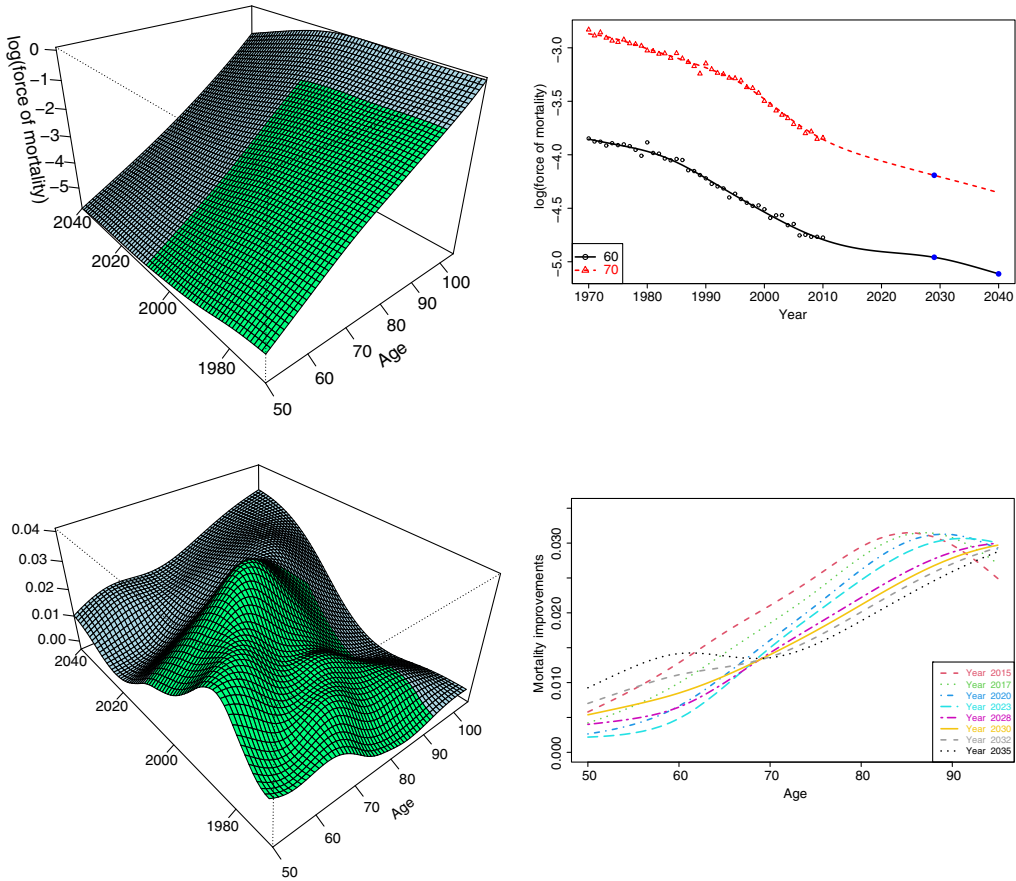 log(force of mortality)
0
−1
−2
−3
−4
−5
2040
2020
2000
1980
50
60
70
80
90
100
Age
log(force of mortality)
−3.0
−3.5
−4.0
−4.5
−5.0
60
70
1970 1980 1990 2000 2010 2020 2030 2040
Year
0.04
0.03
0.02
0.01
0.00
2040
2020
2000
1980
50
60
70
80
90
100
Age
Mortality improvements
0.030
0.020
0.010
0.000
Year 2015
Year 2017
Year 2020
Year 2023
Year 2028
Year 2030
Year 2032
Year 2035
50 60 70 80 90
Age